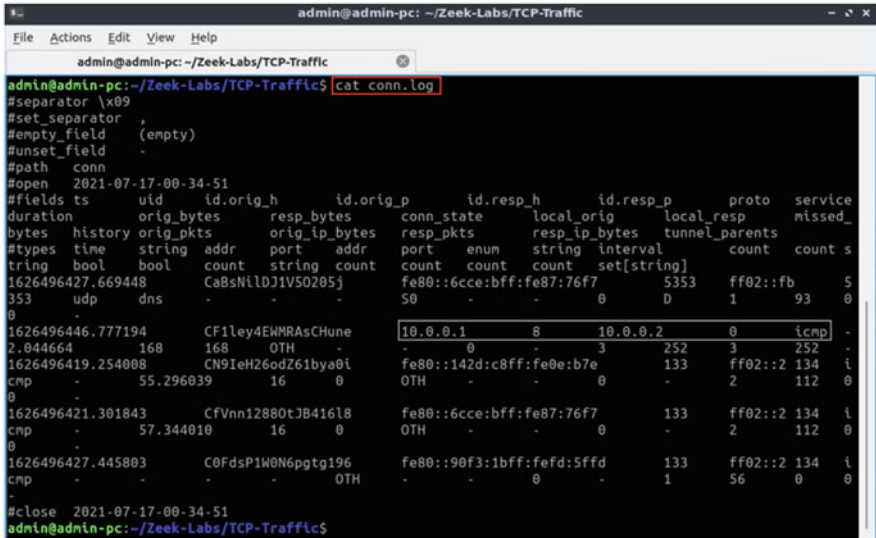 admin@admin-pc: ~/Zeek-Labs/TCP-Traffic
File Actions Edit View Help
admin@admin-pc: ~/Zeek-Labs/TCP-Traffic
admin@admin-pc:~/Zeek-Labs/TCP-Traffic$ cat conn.log
#separator \x09
#set_separator ,
#empty_field (empty)
#unset_field -
#path conn
#open 2021-07-17-00-34-51
#fields ts uid id.orig_h id.orig_p id.resp_h id.resp_p proto service
duration orig_bytes resp_bytes conn_state local_orig local_resp missed_
bytes history orig_pkts orig_ip_bytes resp_pkts resp_ip_bytes tunnel_parents
#types time string addr port addr port enum string interval count count s
tring bool bool count string count count count count set[string]
1626496427.669448 CaBsNilDJ1V5O205j fe80::6cce:bff:fe87:76f7 5353 ff02::fb 5
353 udp dns - - - S0 - - 0 D 1 93 0
0 -
1626496446.777194 CF1ley4EWMRAsCHune 10.0.0.1 8 10.0.0.2 0 icmp -
2.044664 168 168 OTH - - 0 - 3 252 3 252 -
1626496419.254008 CN9IeH26odZ61bya0i fe80::142d:c8ff:fe0e:b7e 133 ff02::2 134 i
cmp - 55.296039 16 0 OTH - - 0 - 2 112 0
0 -
1626496421.301843 CfVnn1288OtJB416l8 fe80::6cce:bff:fe87:76f7 133 ff02::2 134 i
cmp - 57.344010 16 0 OTH - - 0 - 2 112 0
0 -
1626496427.445803 C0FdsP1W0N6pgtg196 fe80::90f3:1bff:fefd:5ffd 133 ff02::2 134 i
cmp - - - - OTH - - 0 - 1 56 0 0
-
#close 2021-07-17-00-34-51
admin@admin-pc:~/Zeek-Labs/TCP-Traffic$